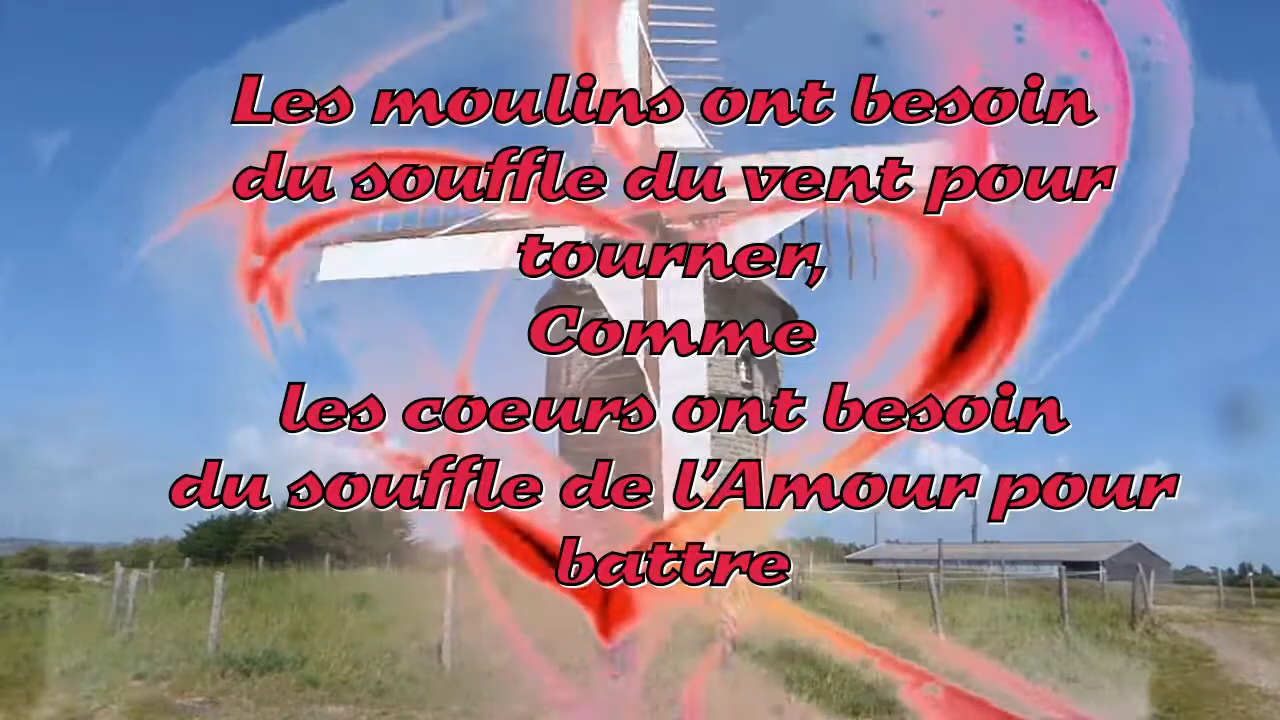 Les moulins ont besoin
du souffle du vent pour
tourner,
Comme
les coeurs ont besoin
du souffle de l'Amour pour
battre